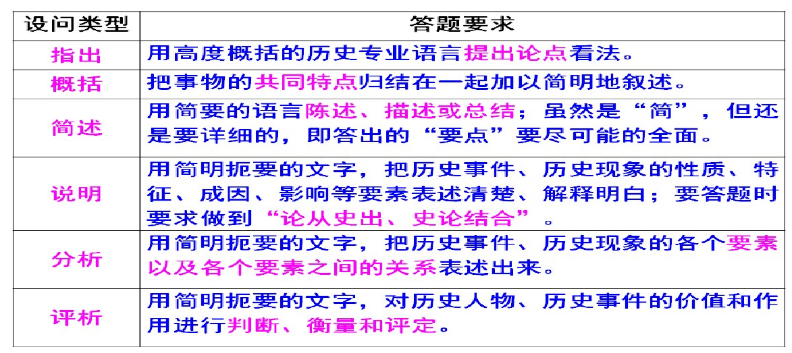 设问类型 答题要求
指出 用高度概括的历史专业语言提出论点看法。
概括 把事物的共同特点归结在一起加以简明地叙述。
简述 用简要的语言陈述、描述或总结；虽然是“简”，但还
是要详细的，即答出的“要点”要尽可能的全面。
说明 用简明扼要的文字，把历史事件、历史现象的性质、特
征、成因、影响等要素表述清楚、解释明白；要答题时
要求做到“论从史出、史论结合”。
分析 用简明扼要的文字，把历史事件、历史现象的各个要素
以及各个要素之间的关系表述出来。
评析 用简明扼要的文字，对历史人物、历史事件的价值和作
用进行判断、衡量和评定。